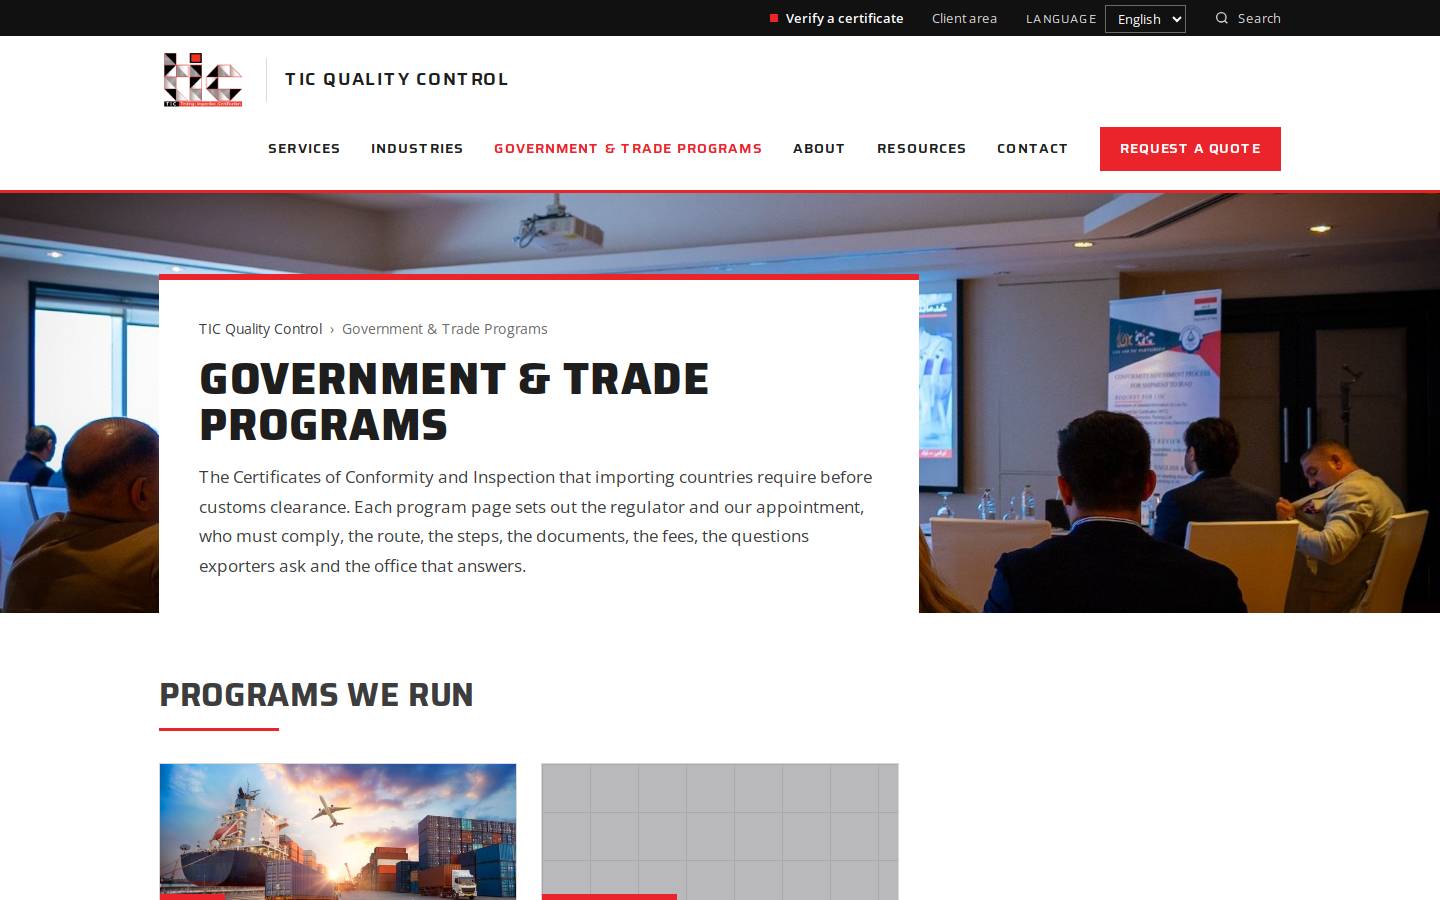 Verify a certificate
Client area
LANGUAGE
English
Search
tic
TIC QUALITY CONTROL
SERVICES
INDUSTRIES
GOVERNMENT & TRADE PROGRAMS
ABOUT
RESOURCES
CONTACT
REQUEST A QUOTE
TIC Quality Control › Government & Trade Programs
GOVERNMENT & TRADE
PROGRAMS
The Certificates of Conformity and Inspection that importing countries require before
customs clearance. Each program page sets out the regulator and our appointment,
who must comply, the route, the steps, the documents, the fees, the questions
exporters ask and the office that answers.
PROGRAMS WE RUN